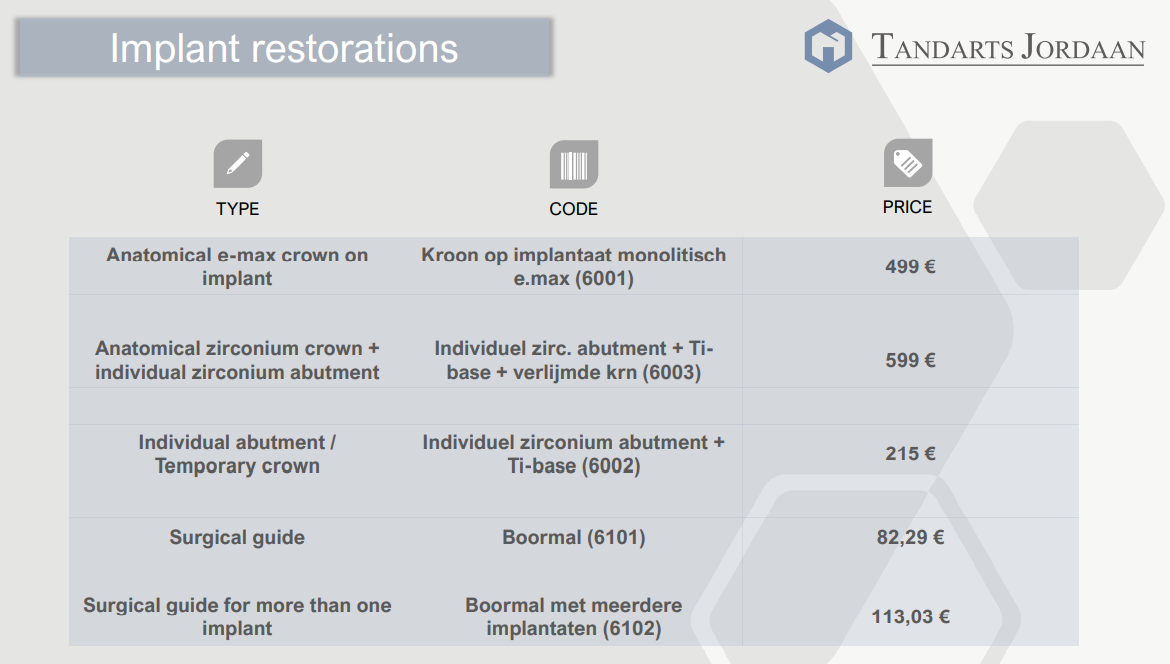 Implant restorations
TANDARTS JORDAAN
TYPE
CODE
PRICE
Anatomical e-max crown on
implant
Kroon op implantaat monolitisch
e.max (6001)
499 €
Anatomical zirconium crown +
individual zirconium abutment
Individuel zirc. abutment + Ti-
base + verlijmde krn (6003)
599 €
Individual abutment /
Temporary crown
Individuel zirconium abutment +
Ti-base (6002)
215 €
Surgical guide
Boormal (6101)
82,29 €
Surgical guide for more than one
implant
Boormal met meerdere
implantaten (6102)
113,03 €